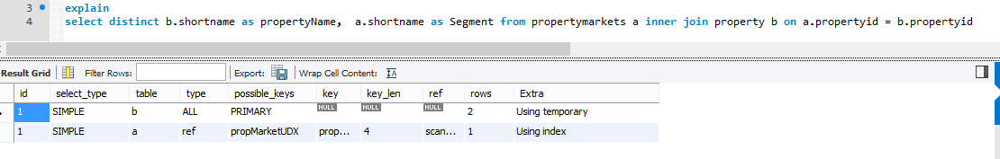 3 explain
4 select distinct b.shortname as propertyName, a.shortname as Segment from propertymarkets a inner join property b on a.propertyid = b.propertyid
Result Grid Filter Rows: Export: Wrap Cell Content: IA
id select_type table type possible_keys key key_len ref rows Extra
1 SIMPLE b ALL PRIMARY NULL NULL NULL 2 Using temporary
1 SIMPLE a ref propMarketUDX prop... 4 scan... 1 Using index